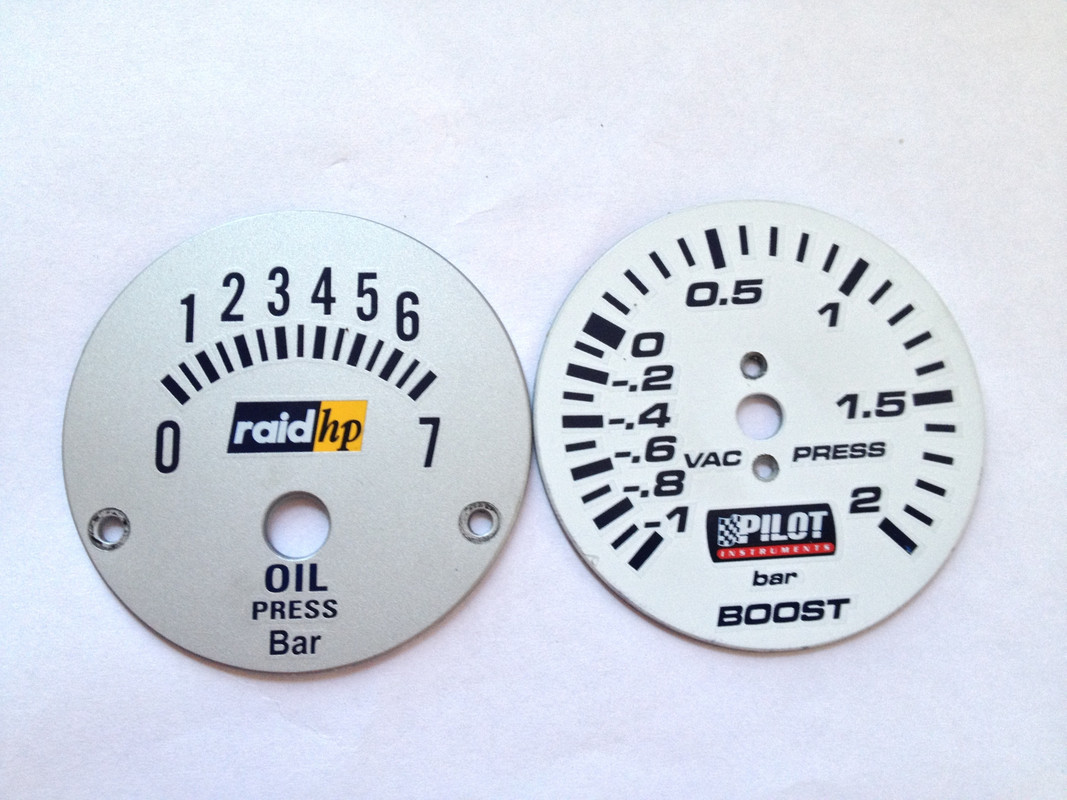 1 2 3 4 5 6
0 7
raid hp
OIL
PRESS
Bar
0.5
1
0
-.2
-.4
1.5
-.6
VAC PRESS
-.8
2
-1
PILOT
INSTRUMENTS
bar
BOOST